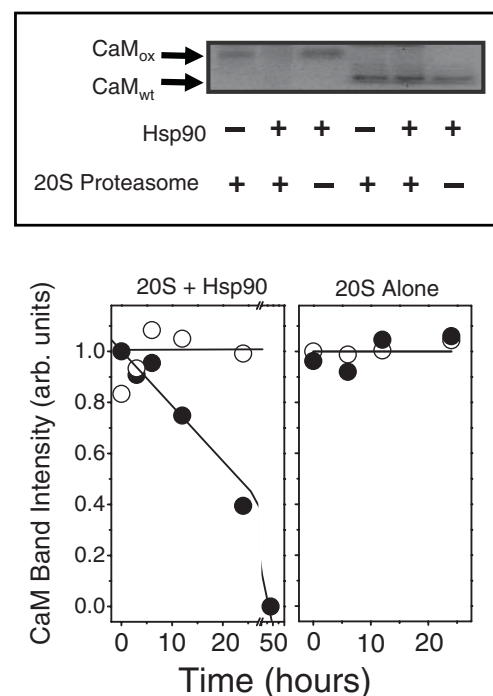 CaMox
CaMwt
Hsp90 − + + − + +
20S Proteasome + + − + + −
20S + Hsp90 20S Alone
CaM Band Intensity (arb. units)
1.0
0.8
0.6
0.4
0.2
0.0
0 10 20 50 0 10 20
Time (hours)